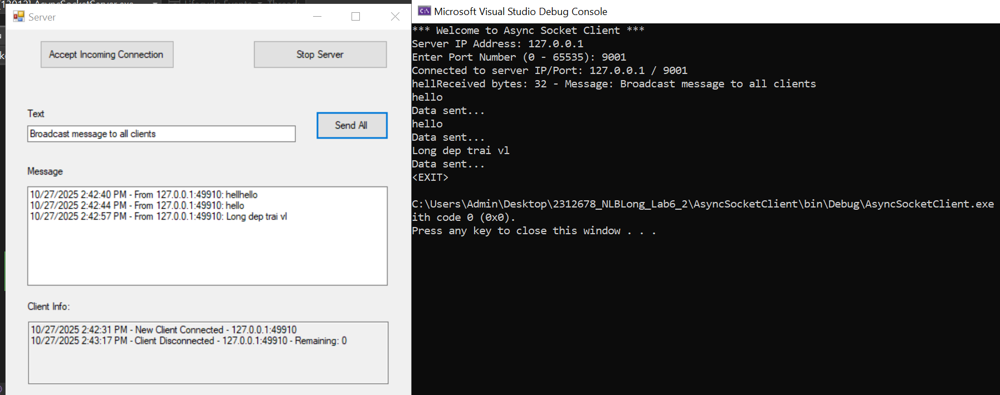 [13012] AsyncSocketServer.exe
Lifecycle Events
Thread:
Server
Accept Incoming Connection
Stop Server
Text
Broadcast message to all clients
Send All
Message
10/27/2025 2:42:40 PM - From 127.0.0.1:49910: hellhello
10/27/2025 2:42:44 PM - From 127.0.0.1:49910: hello
10/27/2025 2:42:57 PM - From 127.0.0.1:49910: Long dep trai vl
Client Info:
10/27/2025 2:42:31 PM - New Client Connected - 127.0.0.1:49910
10/27/2025 2:43:17 PM - Client Disconnected - 127.0.0.1:49910 - Remaining: 0
Microsoft Visual Studio Debug Console
*** Welcome to Async Socket Client ***
Server IP Address: 127.0.0.1
Enter Port Number (0 - 65535): 9001
Connected to server IP/Port: 127.0.0.1 / 9001
hellReceived bytes: 32 - Message: Broadcast message to all clients
hello
Data sent...
hello
Data sent...
Long dep trai vl
Data sent...
<EXIT>
C:\Users\Admin\Desktop\2312678_NLBLong_Lab6_2\AsyncSocketClient\bin\Debug\AsyncSocketClient.exe
ith code 0 (0x0).
Press any key to close this window . . .